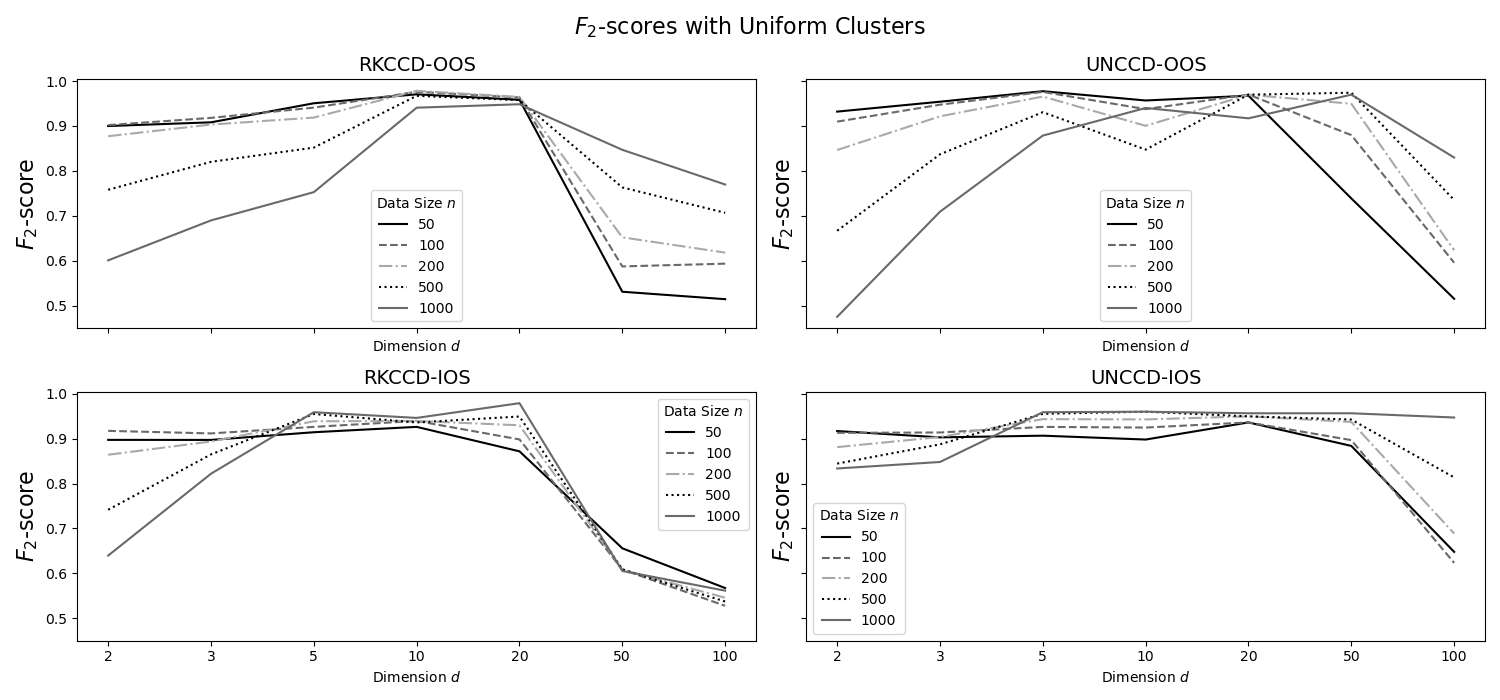 F₂-scores with Uniform Clusters
RKCCD-OOS
1.0
0.9
0.8
0.7
0.6
0.5
F₂-score
Data Size n
50
100
200
500
1000
Dimension d
UNCCD-OOS
F₂-score
Data Size n
50
100
200
500
1000
Dimension d
RKCCD-IOS
1.0
0.9
0.8
0.7
0.6
0.5
F₂-score
Data Size n
50
100
200
500
1000
2 3 5 10 20 50 100
Dimension d
UNCCD-IOS
F₂-score
Data Size n
50
100
200
500
1000
2 3 5 10 20 50 100
Dimension d